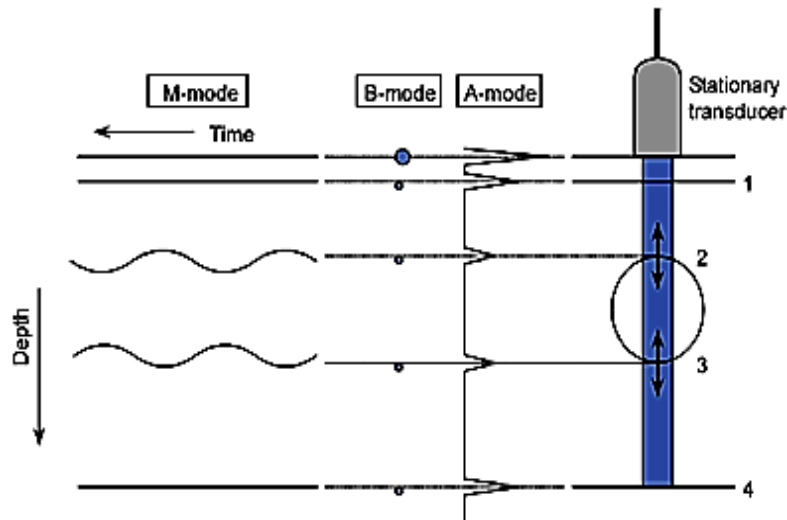 M-mode
B-mode
A-mode
Stationary
transducer
Time
1
2
Depth
3
4